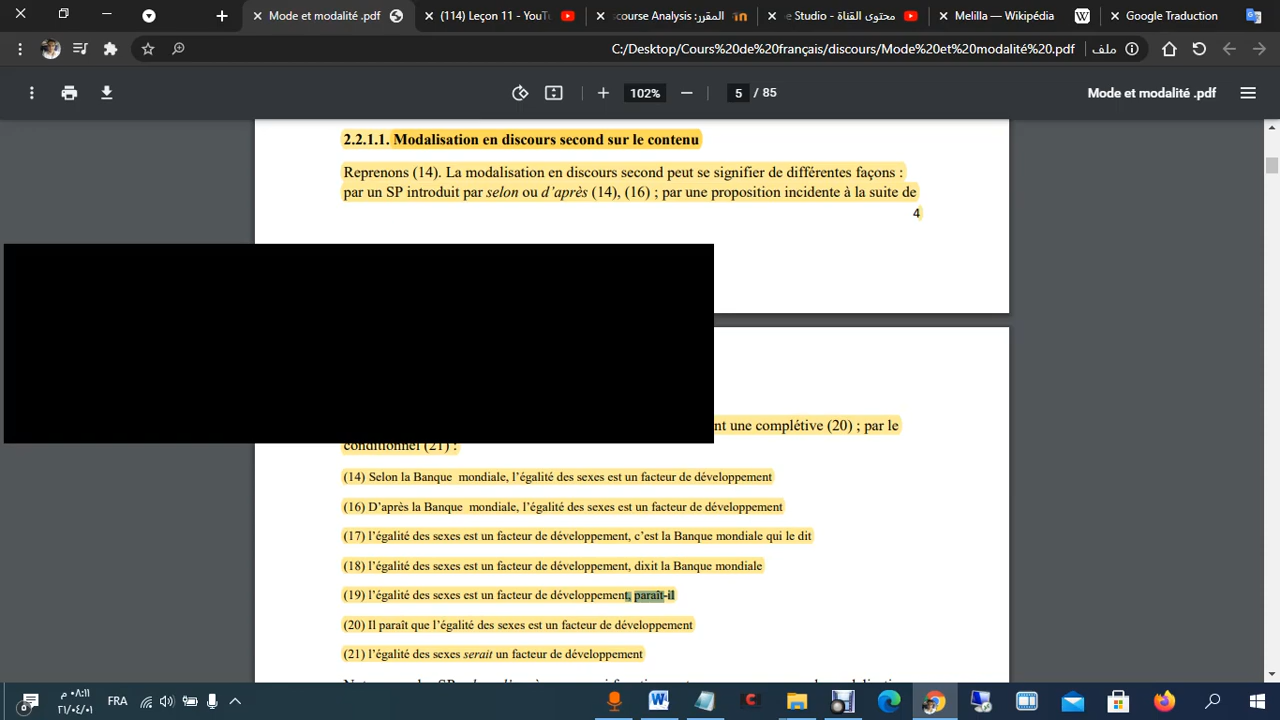 Mode et modalité .pdf
(114) Leçon 11 - YouT
course Analysis :المقرر
e Studio - محتوى القناة
Melilla — Wikipédia
Google Traduction
C:/Desktop/Cours%20de%20français/discours/Mode%20et%20modalité%20.pdf
ملف
102%
5 / 85
Mode et modalité .pdf
2.2.1.1. Modalisation en discours second sur le contenu
Reprenons (14). La modalisation en discours second peut se signifier de différentes façons :
par un SP introduit par selon ou d’après (14), (16) ; par une proposition incidente à la suite de
4
nt une complétive (20) ; par le
conditionnel (21) :
(14) Selon la Banque mondiale, l’égalité des sexes est un facteur de développement
(16) D’après la Banque mondiale, l’égalité des sexes est un facteur de développement
(17) l’égalité des sexes est un facteur de développement, c’est la Banque mondiale qui le dit
(18) l’égalité des sexes est un facteur de développement, dixit la Banque mondiale
(19) l’égalité des sexes est un facteur de développement, paraît-il
(20) Il paraît que l’égalité des sexes est un facteur de développement
(21) l’égalité des sexes serait un facteur de développement
FRA
٠٨:١١ م